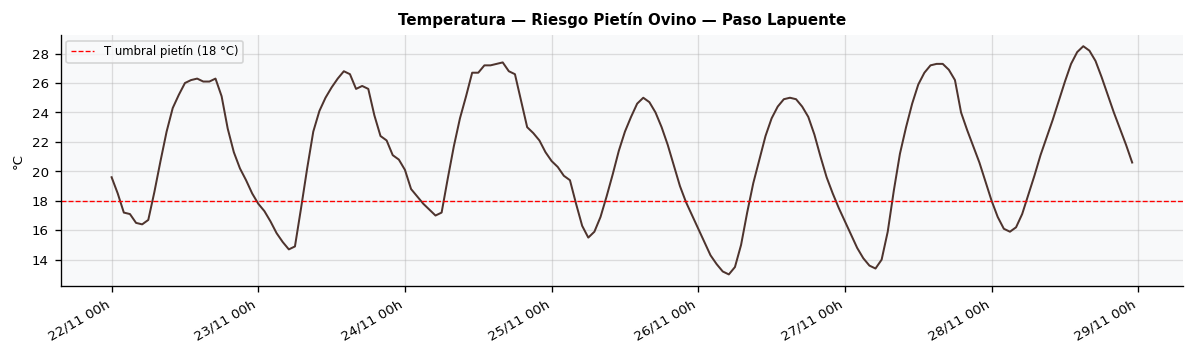 Temperatura — Riesgo Pietín Ovino — Paso Lapuente
T umbral pietín (18 °C)
°C
28
26
24
22
20
18
16
14
22/11 00h
23/11 00h
24/11 00h
25/11 00h
26/11 00h
27/11 00h
28/11 00h
29/11 00h